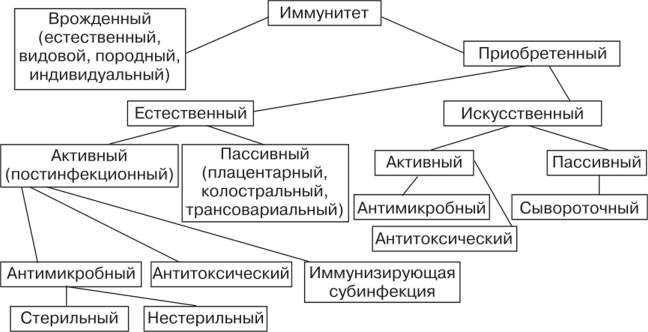 Иммунитет
Врожденный
(естественный,
видовой, породный,
индивидуальный)
Приобретенный
Естественный
Искусственный
Активный
(постинфекционный)
Пассивный
(плацентарный,
колостральный,
трансовариальный)
Активный
Пассивный
Антимикробный
Сывороточный
Антитоксический
Антимикробный
Антитоксический
Иммунизирующая
субинфекция
Стерильный
Нестерильный